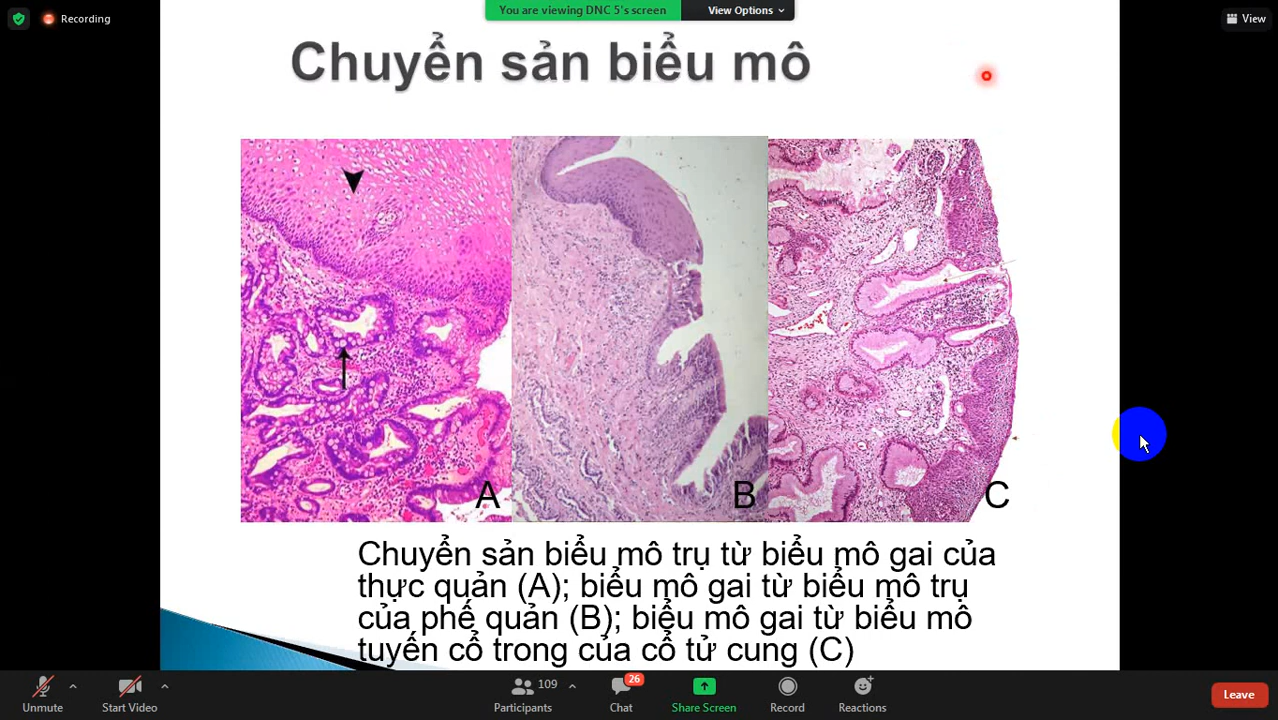 You are viewing DNC 5's screen
View Options
Recording
View
Chuyển sản biểu mô
A
B
C
Chuyển sản biểu mô trụ từ biểu mô gai của
thực quản (A); biểu mô gai từ biểu mô trụ
của phế quản (B); biểu mô gai từ biểu mô
tuyến cổ trong của cổ tử cung (C)
109
26
Unmute
Start Video
Participants
Chat
Share Screen
Record
Reactions
Leave